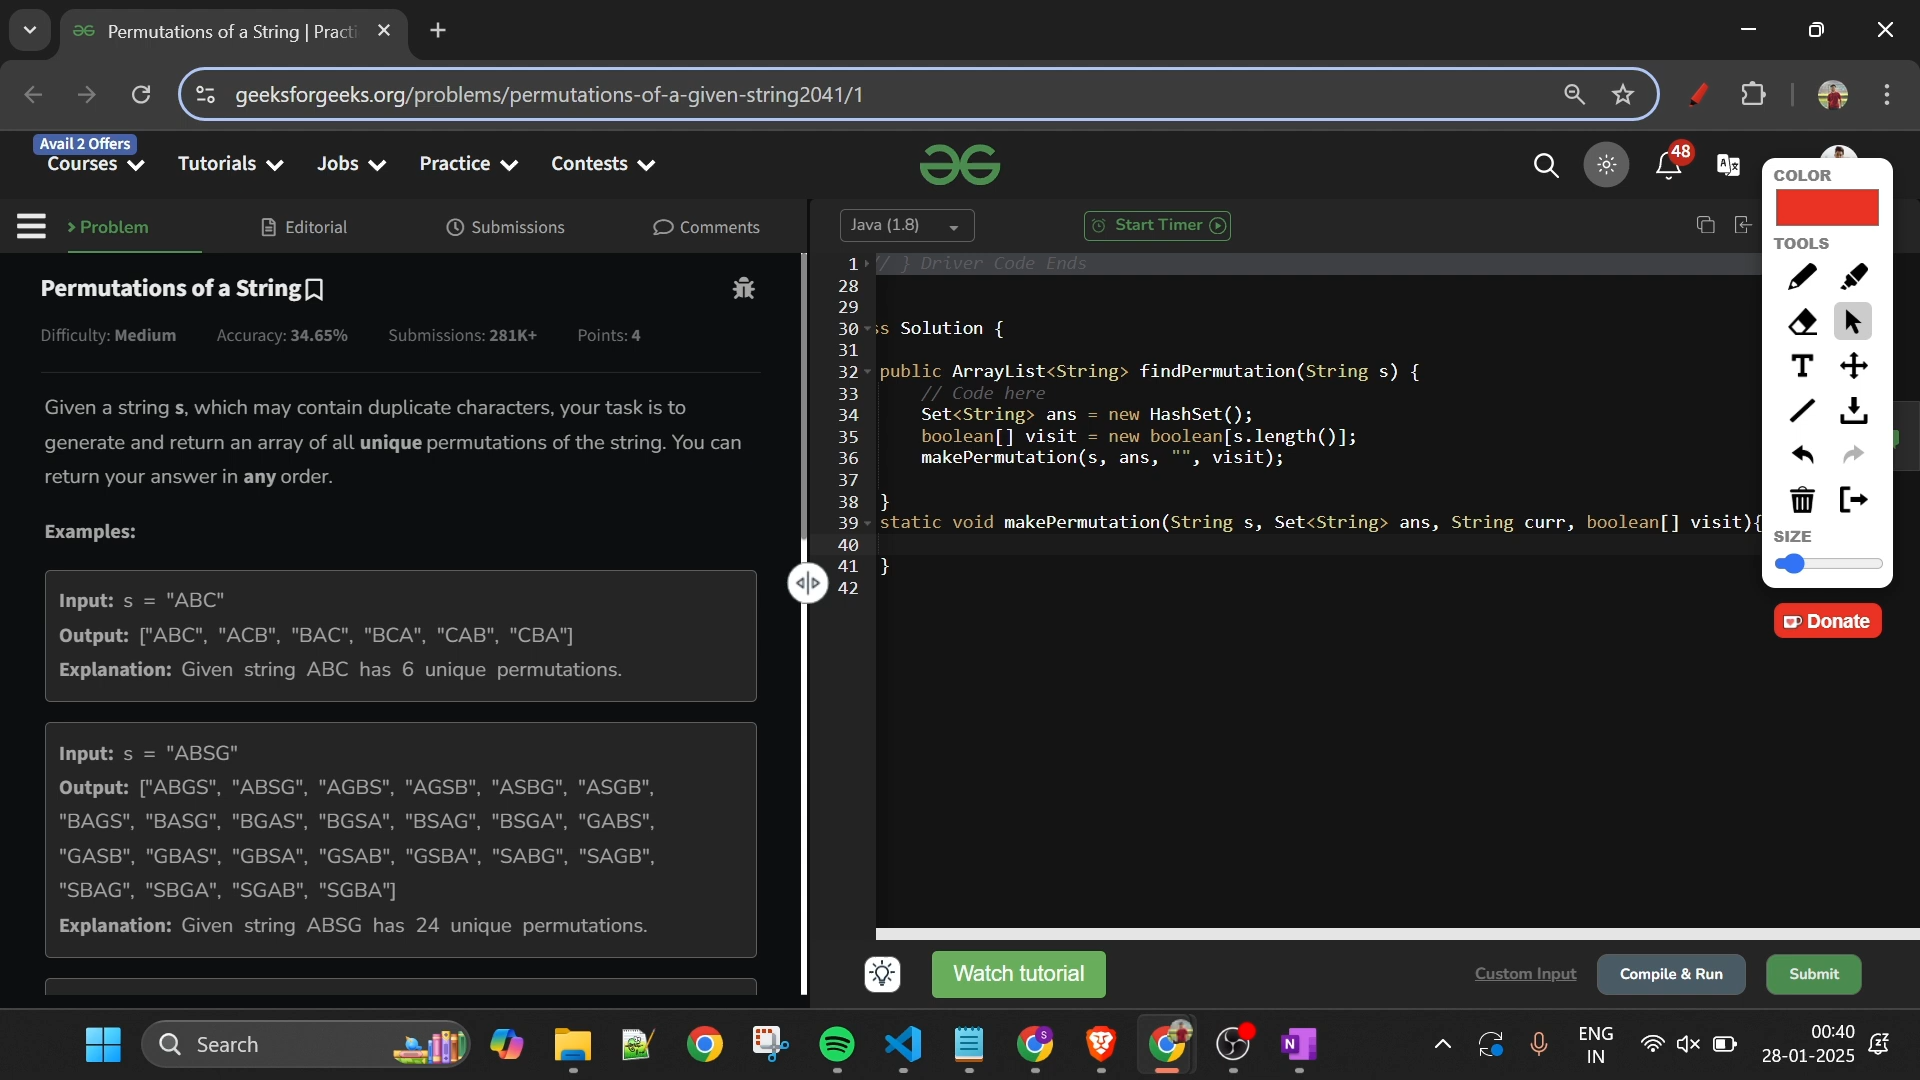 Permutations of a String | Practi
geeksforgeeks.org/problems/permutations-of-a-given-string2041/1
Avail 2 Offers
Courses
Tutorials
Jobs
Practice
Contests
48
Problem
Editorial
Submissions
Comments
Java (1.8)
Start Timer
Permutations of a String
Difficulty: Medium
Accuracy: 34.65%
Submissions: 281K+
Points: 4
Given a string s, which may contain duplicate characters, your task is to
generate and return an array of all unique permutations of the string. You can
return your answer in any order.
Examples:
Input: s = "ABC"
Output: ["ABC", "ACB", "BAC", "BCA", "CAB", "CBA"]
Explanation: Given string ABC has 6 unique permutations.
Input: s = "ABSG"
Output: ["ABGS", "ABSG", "AGBS", "AGSB", "ASBG", "ASGB",
"BAGS", "BASG", "BGAS", "BGSA", "BSAG", "BSGA", "GABS",
"GASB", "GBAS", "GBSA", "GSAB", "GSBA", "SABG", "SAGB",
"SBAG", "SBGA", "SGAB", "SGBA"]
Explanation: Given string ABSG has 24 unique permutations.
1 // } Driver Code Ends
28
29
30 ss Solution {
31
32 public ArrayList<String> findPermutation(String s) {
33 // Code here
34 Set<String> ans = new HashSet();
35 boolean[] visit = new boolean[s.length()];
36 makePermutation(s, ans, "", visit);
37
38 }
39 static void makePermutation(String s, Set<String> ans, String curr, boolean[] visit){
40
41 }
42
COLOR
TOOLS
T
SIZE
Donate
Watch tutorial
Custom Input
Compile & Run
Submit
Search
ENG
IN
00:40
28-01-2025